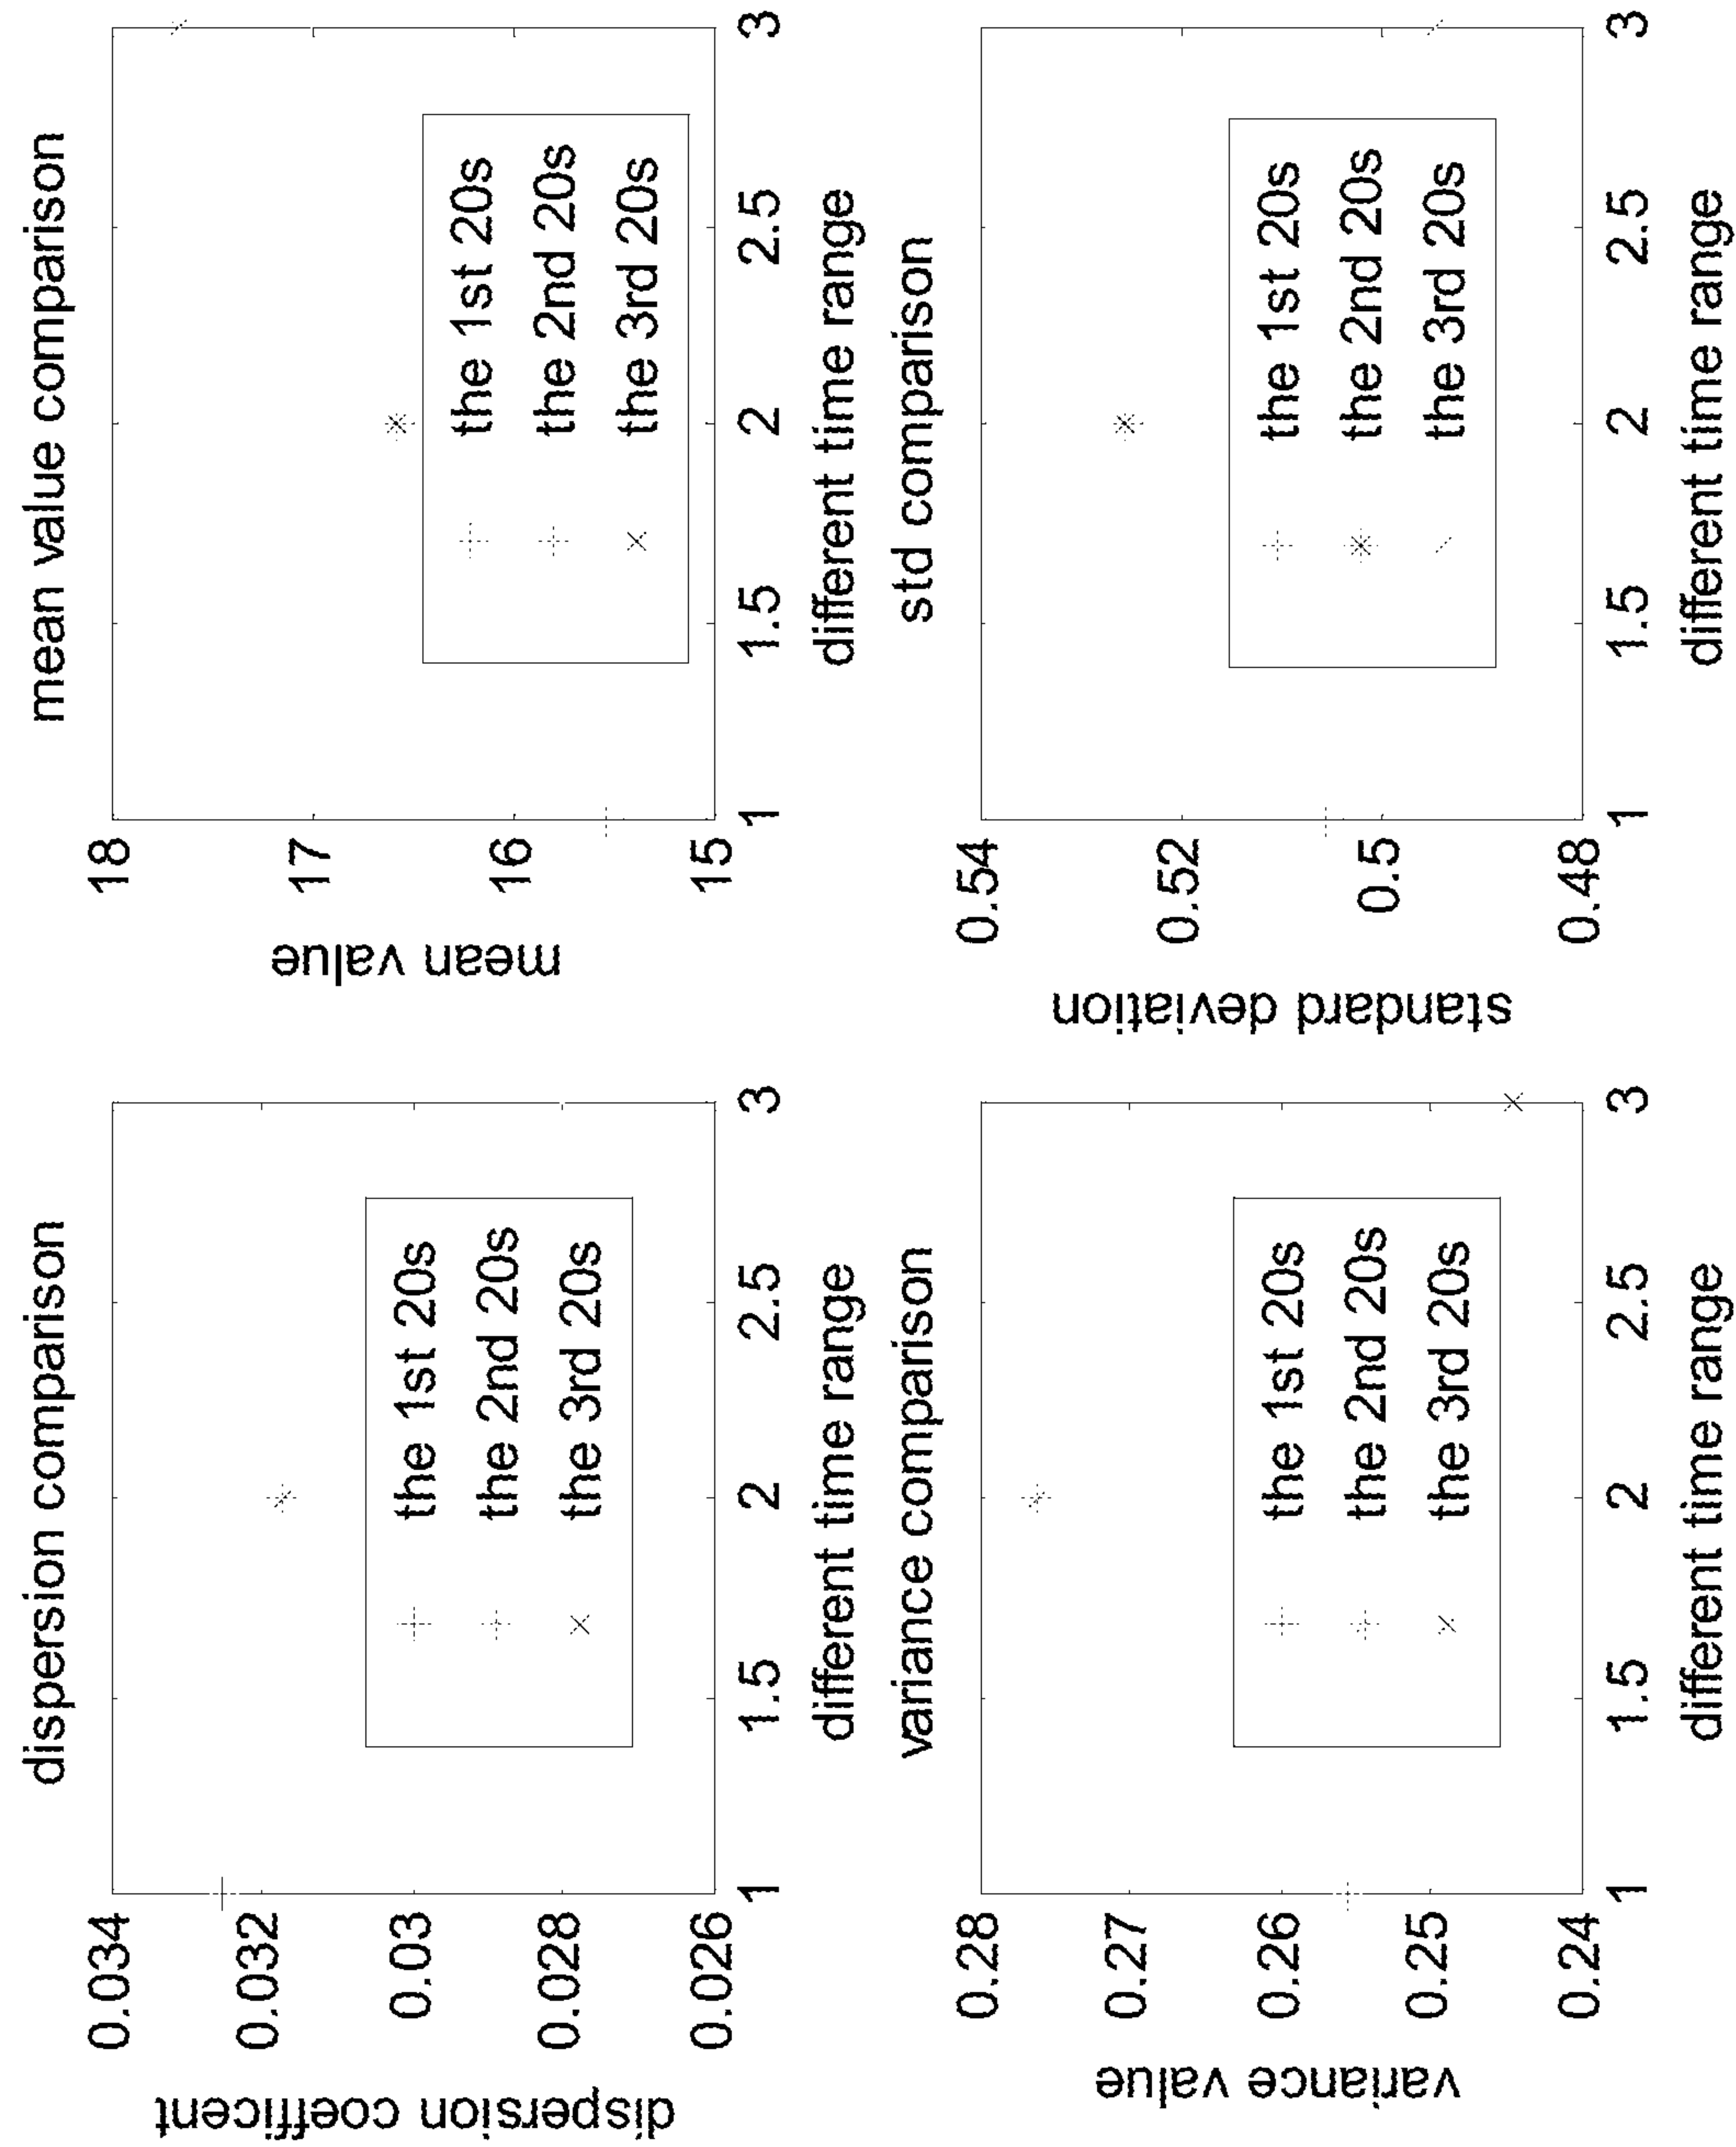 dispersion comparison
0.034
0.032
0.03
0.028
0.026
dispersion coefficent
the 1st 20s
the 2nd 20s
the 3rd 20s
1
1.5
2
2.5
3
different time range
mean value comparison
18
17
16
15
mean value
the 1st 20s
the 2nd 20s
the 3rd 20s
1
1.5
2
2.5
3
different time range
variance comparison
0.28
0.27
0.26
0.25
0.24
variance value
the 1st 20s
the 2nd 20s
the 3rd 20s
1
1.5
2
2.5
3
different time range
std comparison
0.54
0.52
0.5
0.48
standard deviation
the 1st 20s
the 2nd 20s
the 3rd 20s
1
1.5
2
2.5
3
different time range